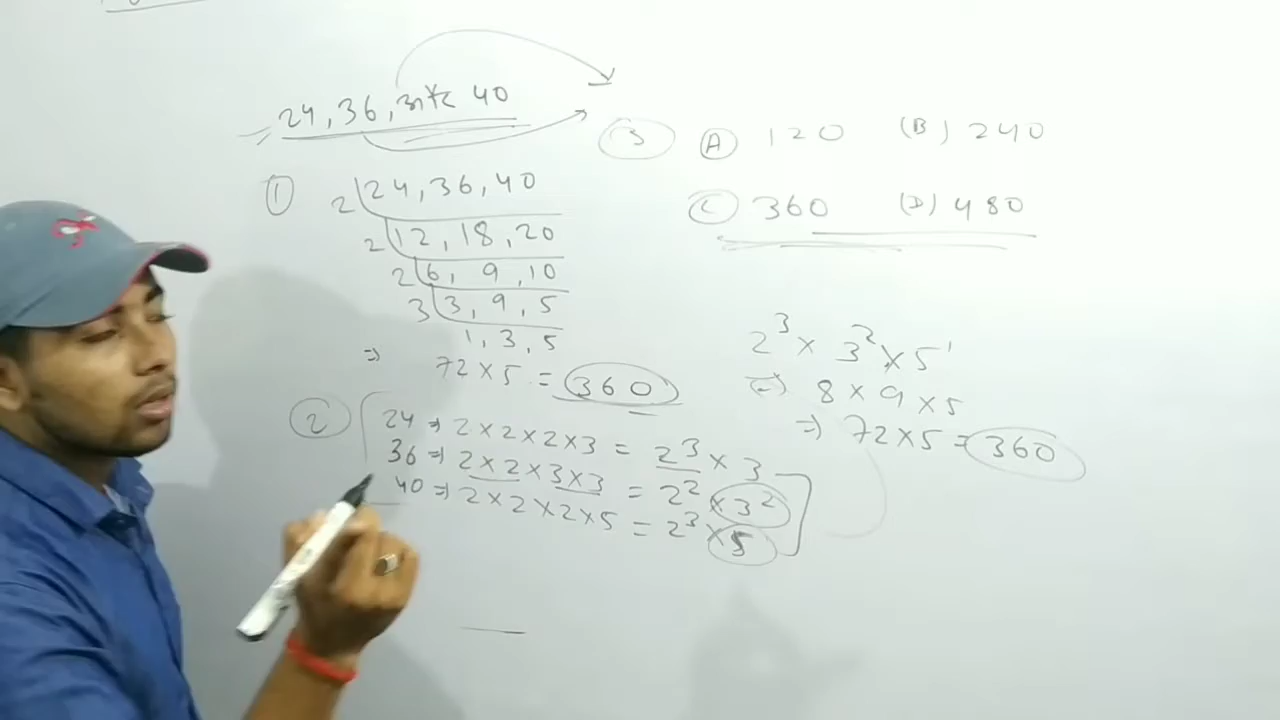 24, 36, और 40
3
(A) 120 (B) 240
(C) 360 (D) 480
1
2 | 24, 36, 40
2 | 12, 18, 20
2 | 6, 9, 10
3 | 3, 9, 5
1, 3, 5
⇒ 72 × 5 = 360
2
24 ⇒ 2 × 2 × 2 × 3 = 2³ × 3
36 ⇒ 2 × 2 × 3 × 3 = 2² × 3²
40 ⇒ 2 × 2 × 2 × 5 = 2³ × 5
2³ × 3² × 5¹
⇒ 8 × 9 × 5
⇒ 72 × 5 = 360